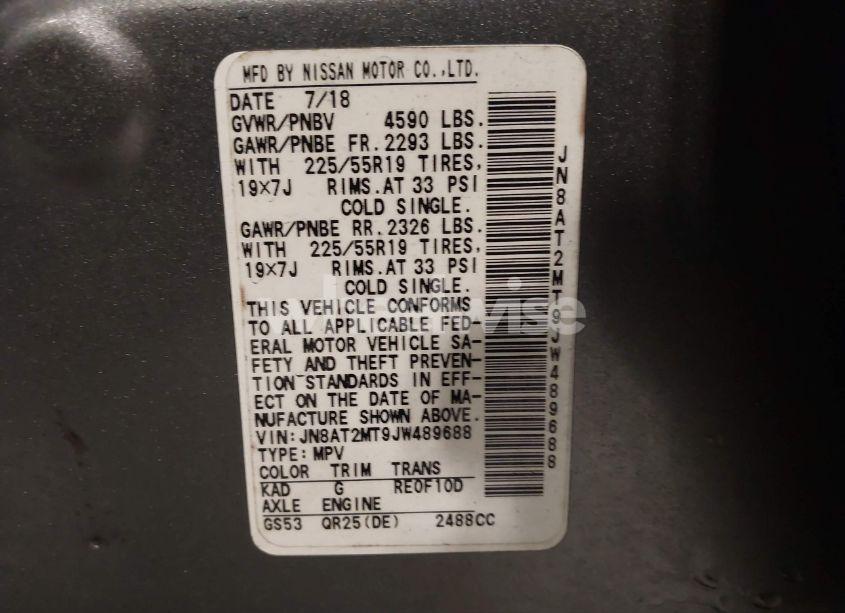 MFD BY NISSAN MOTOR CO.,LTD.
DATE 7/18
GVWR/PNBV 4590 LBS.
GAWR/PNBE FR. 2293 LBS.
WITH 225/55R19 TIRES,
19×7J RIMS.AT 33 PSI
COLD SINGLE.
GAWR/PNBE RR. 2326 LBS.
WITH 225/55R19 TIRES,
19×7J RIMS.AT 33 PSI
COLD SINGLE.
THIS VEHICLE CONFORMS
TO ALL APPLICABLE FED-
ERAL MOTOR VEHICLE SA-
FETY AND THEFT PREVEN-
TION STANDARDS IN EFF-
ECT ON THE DATE OF MA-
NUFACTURE SHOWN ABOVE.
VIN:JN8AT2MT9JW489688
TYPE:MPV
COLOR TRIM TRANS
KAD G RE0F10D
AXLE ENGINE
GS53 QR25(DE) 2488CC
JN8AT2MT9JW489688